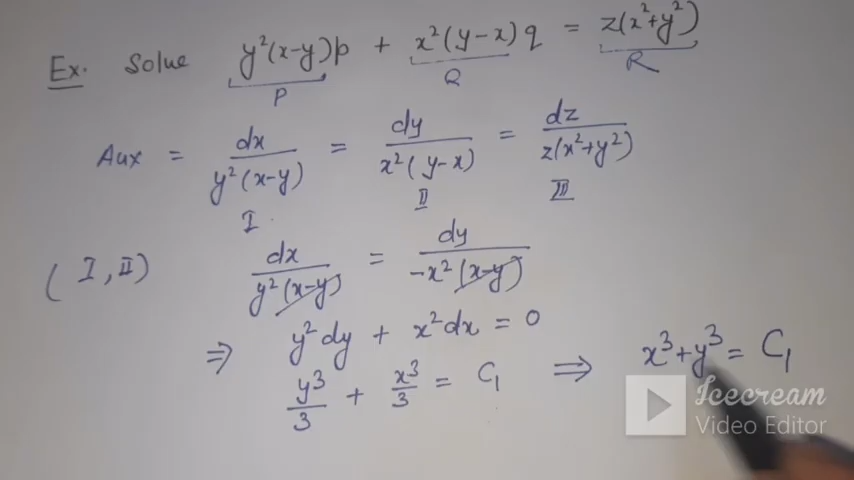 Ex. Solve y²(x-y)p + x²(y-x)q = z(x²+y²)
P Q R
Aux = dx/y²(x-y) = dy/x²(y-x) = dz/z(x²+y²)
I II III
(I, II) dx/y²(x-y) = dy/-x²(x-y)
⇒ y²dy + x²dx = 0
y³/3 + x³/3 = C₁ ⇒ x³+y³ = C₁
Icecream
Video Editor